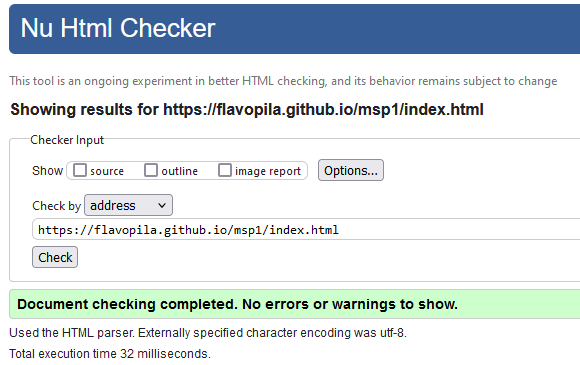 Nu Html Checker
This tool is an ongoing experiment in better HTML checking, and its behavior remains subject to change
Showing results for https://flavopila.github.io/msp1/index.html
Checker Input
Show source outline image report Options...
Check by address
https://flavopila.github.io/msp1/index.html
Check
Document checking completed. No errors or warnings to show.
Used the HTML parser. Externally specified character encoding was utf-8.
Total execution time 32 milliseconds.